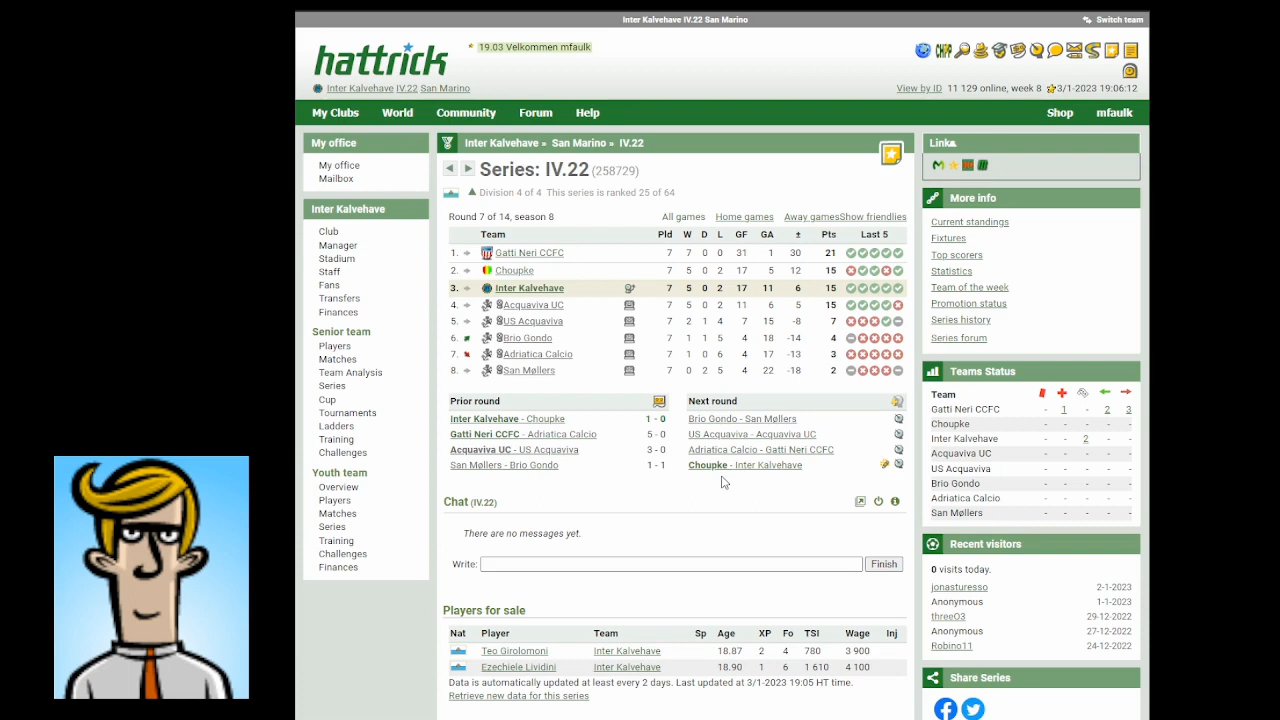 Inter Kalvehave IV.22 San Marino
Switch team
hattrick
19.03 Velkommen mfaulk
CHPP
Inter Kalvehave IV.22 San Marino
View by ID 11 129 online, week 8 3/1-2023 19:06:12
My Clubs World Community Forum Help Shop mfaulk
My office
My office
Mailbox
Inter Kalvehave
Club
Manager
Stadium
Staff
Fans
Transfers
Finances
Senior team
Players
Matches
Team Analysis
Series
Cup
Tournaments
Ladders
Training
Challenges
Youth team
Overview
Players
Matches
Series
Training
Challenges
Finances
Inter Kalvehave » San Marino » IV.22
Series: IV.22 (258729)
Division 4 of 4 This series is ranked 25 of 64
Round 7 of 14, season 8 All games Home games Away games Show friendlies
Team Pld W D L GF GA ± Pts Last 5
1. Gatti Neri CCFC 7 7 0 0 31 1 30 21
2. Choupke 7 5 0 2 17 5 12 15
3. Inter Kalvehave 7 5 0 2 17 11 6 15
4. Acquaviva UC 7 5 0 2 11 6 5 15
5. US Acquaviva 7 2 1 4 7 15 -8 7
6. Brio Gondo 7 1 1 5 4 18 -14 4
7. Adriatica Calcio 7 1 0 6 4 17 -13 3
8. San Møllers 7 0 2 5 4 22 -18 2
Prior round
Inter Kalvehave - Choupke 1 - 0
Gatti Neri CCFC - Adriatica Calcio 5 - 0
Acquaviva UC - US Acquaviva 3 - 0
San Møllers - Brio Gondo 1 - 1
Next round
Brio Gondo - San Møllers
US Acquaviva - Acquaviva UC
Adriatica Calcio - Gatti Neri CCFC
Choupke - Inter Kalvehave
Chat (IV.22)
There are no messages yet.
Write: Finish
Players for sale
Nat Player Team Sp Age XP Fo TSI Wage Inj
Teo Girolomoni Inter Kalvehave 18.87 2 4 780 3 900
Ezechiele Lividini Inter Kalvehave 18.90 1 6 1 610 4 100
Data is automatically updated at least every 2 days. Last updated at 3/1-2023 19:05 HT time.
Retrieve new data for this series
Links
More info
Current standings
Fixtures
Top scorers
Statistics
Team of the week
Promotion status
Series history
Series forum
Teams Status
Team
Gatti Neri CCFC - 1 - 2 3
Choupke - - - - -
Inter Kalvehave - - 2 - -
Acquaviva UC - - - - -
US Acquaviva - - - - -
Brio Gondo - - - - -
Adriatica Calcio - - - - -
San Møllers - - - - -
Recent visitors
0 visits today.
jonasturesso 2-1-2023
Anonymous 1-1-2023
threeO3 29-12-2022
Anonymous 27-12-2022
Robino11 24-12-2022
Share Series